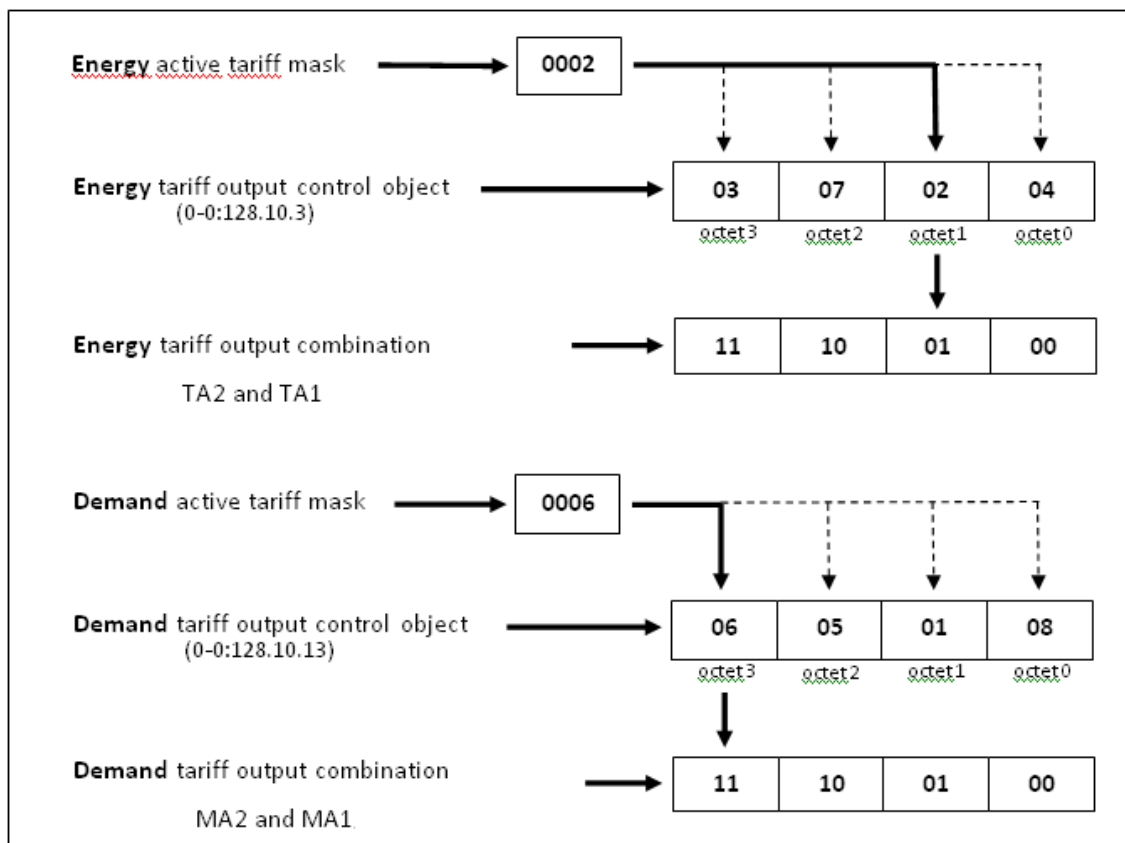 Energy active tariff mask 0002
Energy tariff output control object 03 07 02 04
(0-0:128.10.3)
octet3 octet2 octet1 octet0
Energy tariff output combination 11 10 01 00
TA2 and TA1
Demand active tariff mask 0006
Demand tariff output control object 06 05 01 08
(0-0:128.10.13)
octet3 octet2 octet1 octet0
Demand tariff output combination 11 10 01 00
MA2 and MA1.